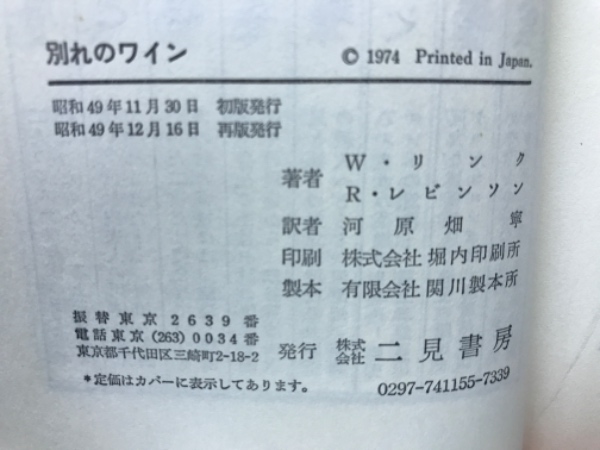 別れのワイン
© 1974 Printed in Japan.
昭和49年11月30日 初版発行
昭和49年12月16日 再版発行
著者 W・リンク
R・レビンソン
訳者 河原畑寧
印刷 株式会社 堀内印刷所
製本 有限会社 関川製本所
発行 株式会社 二見書房
振替東京2639番
電話東京(263)0034番
東京都千代田区三崎町2-18-2
*定価はカバーに表示してあります。
0297-741155-7339